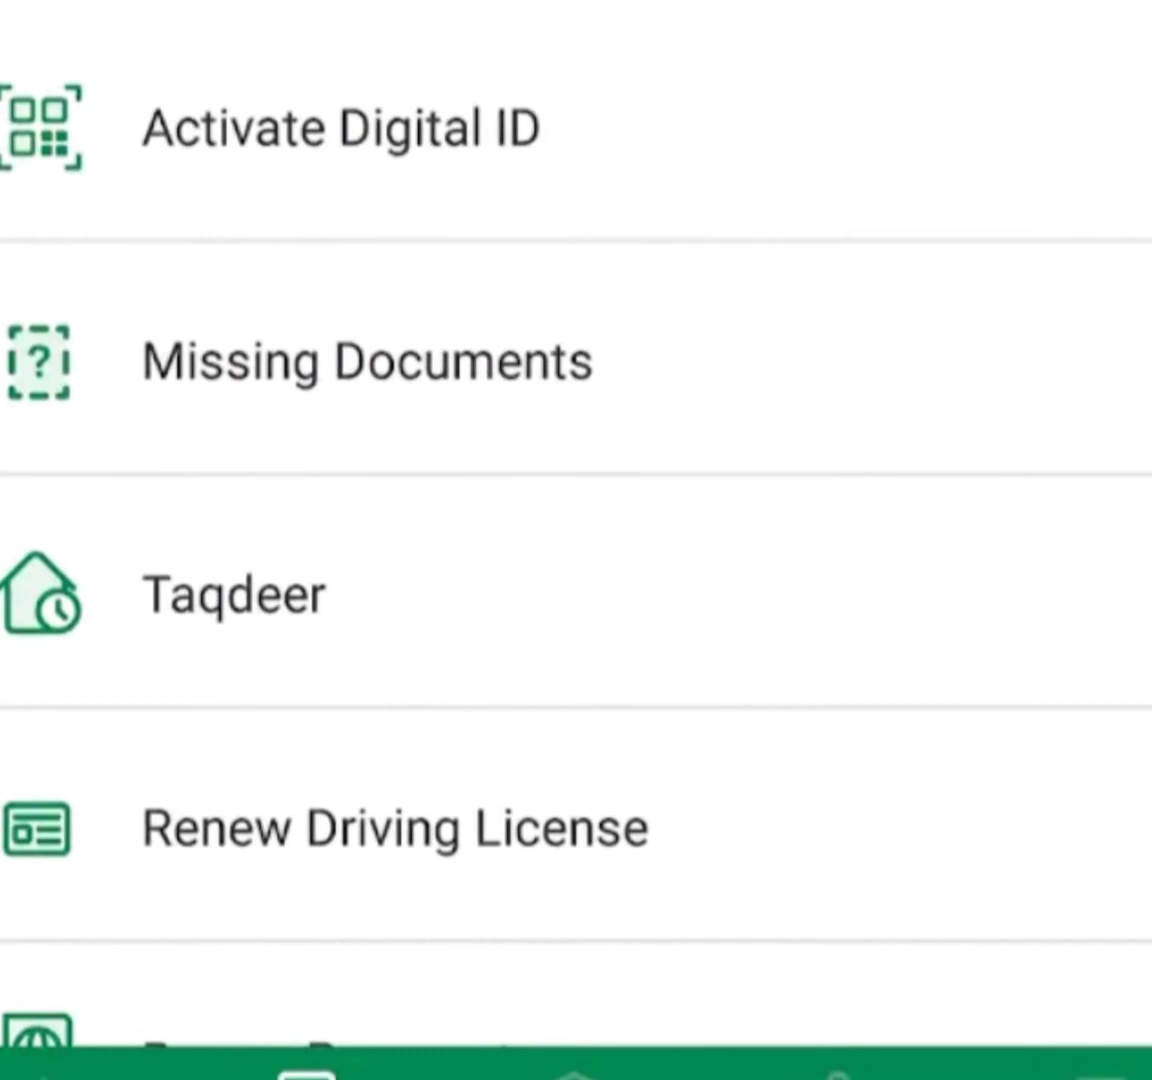 Activate Digital ID
Missing Documents
Taqdeer
Renew Driving License